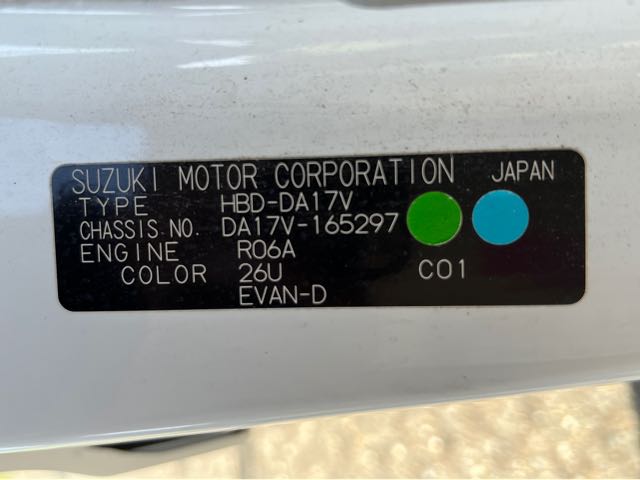 SUZUKI MOTOR CORPORATION JAPAN
TYPE HBD-DA17V
CHASSIS NO. DA17V-165297
ENGINE R06A
COLOR 26U C01
EVAN-D